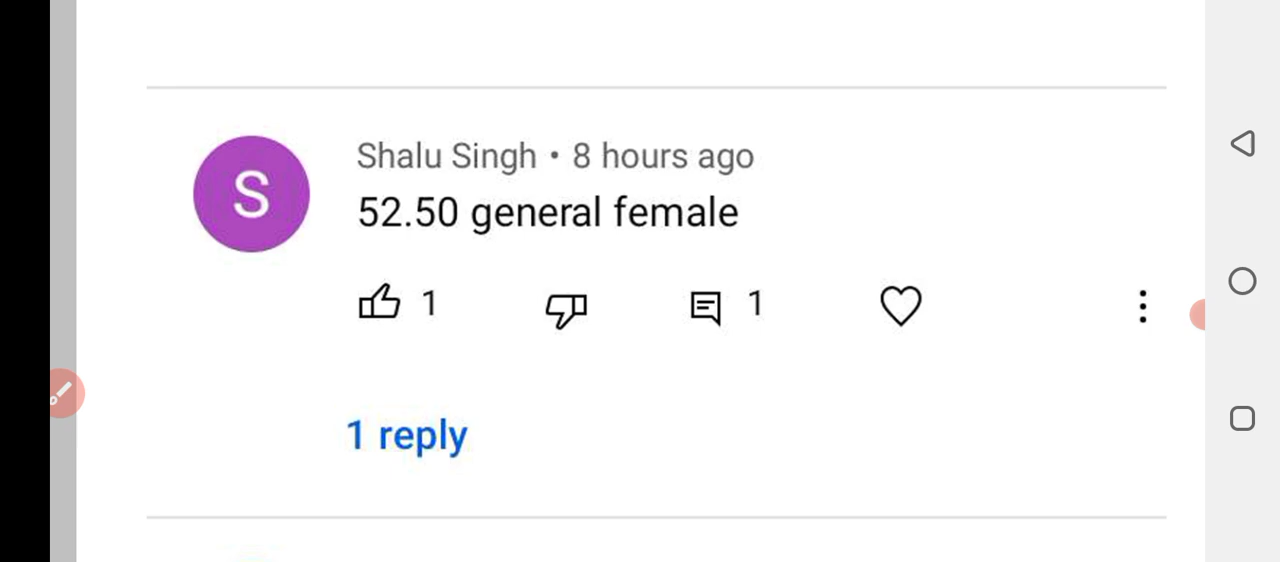 S
Shalu Singh • 8 hours ago
52.50 general female
1 1
1 reply